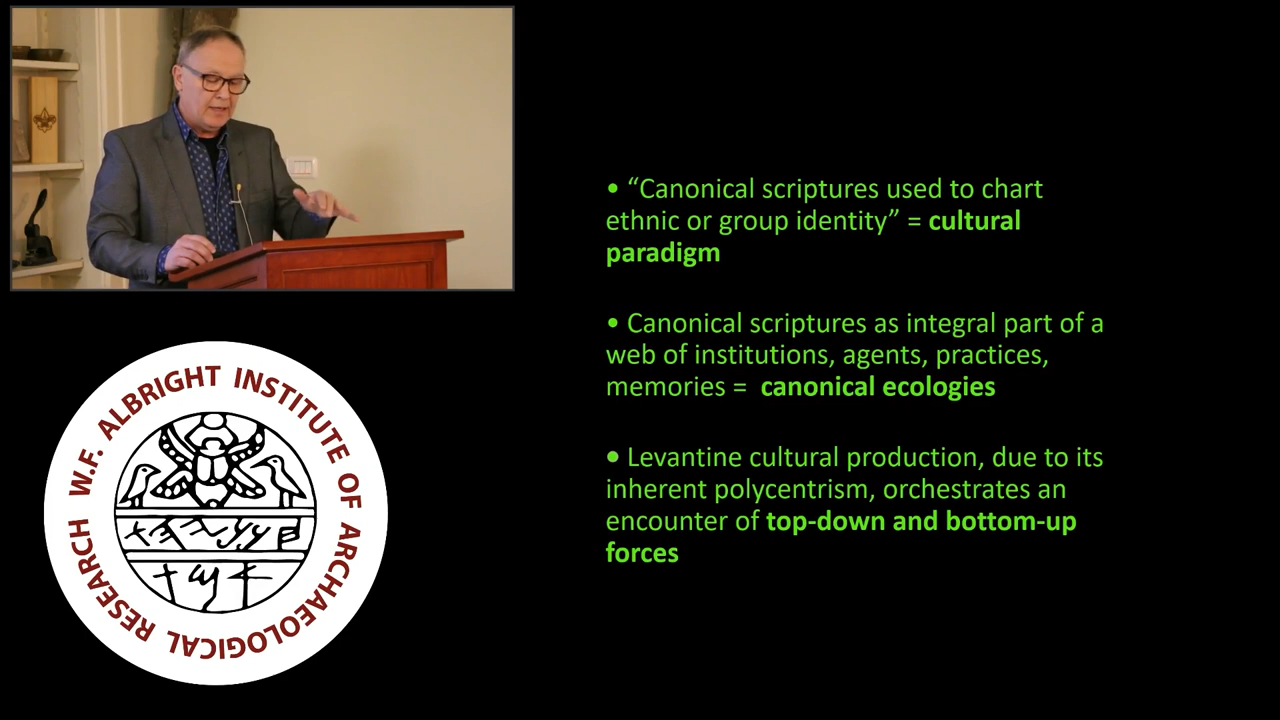 • “Canonical scriptures used to chart
ethnic or group identity” = cultural
paradigm
• Canonical scriptures as integral part of a
web of institutions, agents, practices,
memories = canonical ecologies
• Levantine cultural production, due to its
inherent polycentrism, orchestrates an
encounter of top-down and bottom-up
forces
W.F. ALBRIGHT INSTITUTE OF ARCHAEOLOGICAL RESEARCH